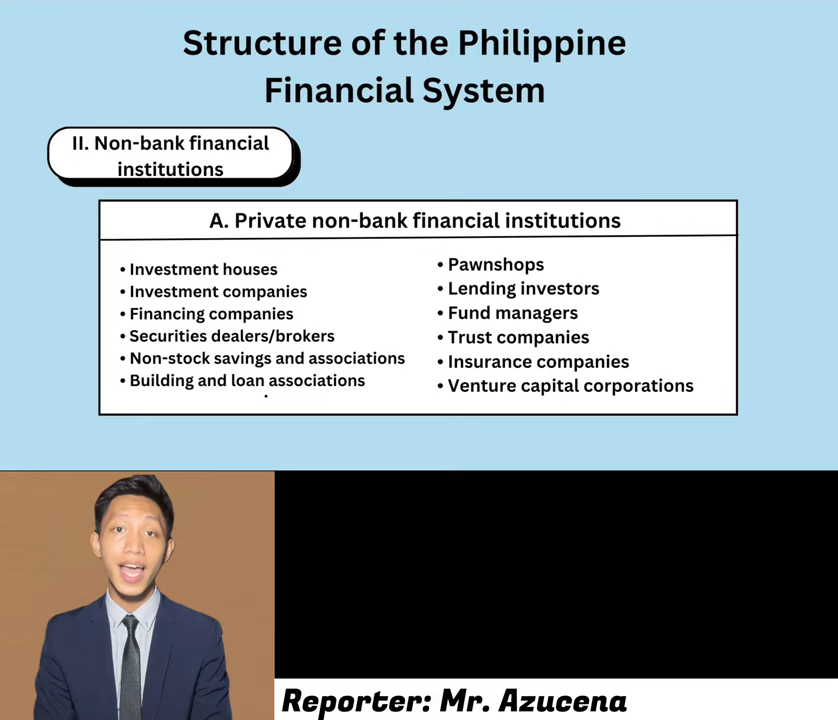 Structure of the Philippine
Financial System
II. Non-bank financial
institutions
A. Private non-bank financial institutions
• Investment houses
• Investment companies
• Financing companies
• Securities dealers/brokers
• Non-stock savings and associations
• Building and loan associations
•
• Pawnshops
• Lending investors
• Fund managers
• Trust companies
• Insurance companies
• Venture capital corporations
Reporter: Mr. Azucena